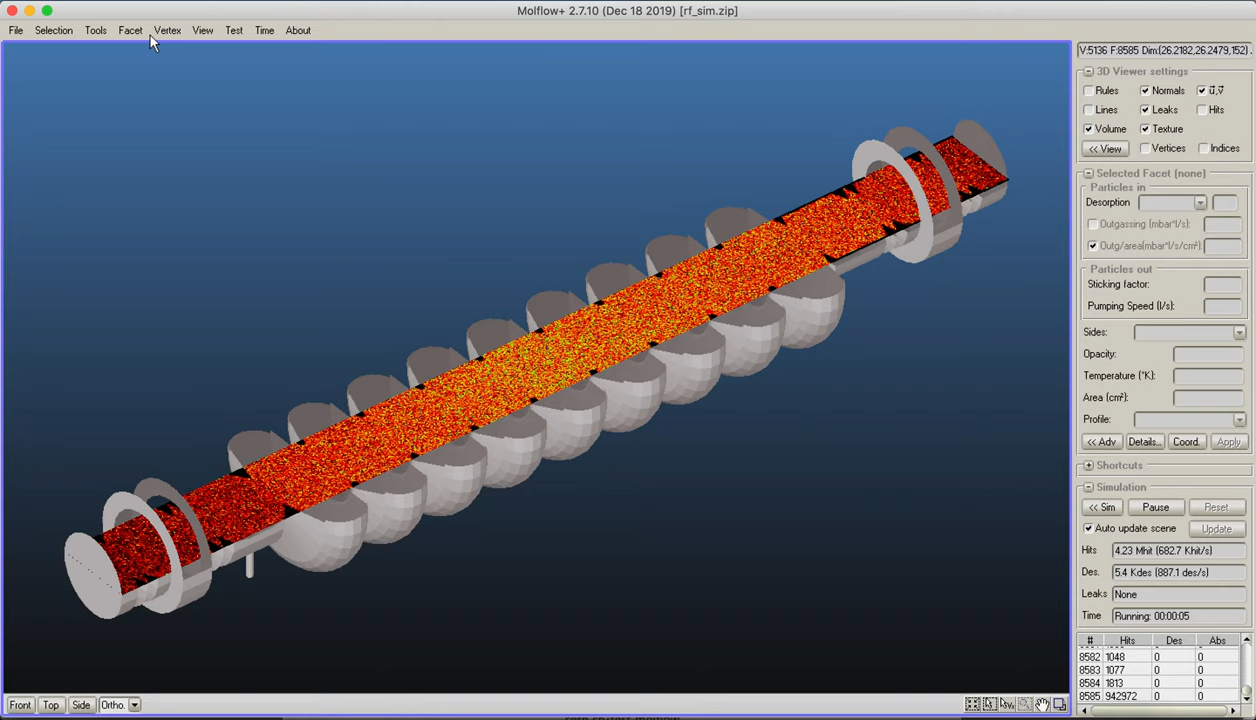 Molflow+ 2.7.10 (Dec 18 2019) [rf_sim.zip]
File Selection Tools Facet Vertex View Test Time About
V:5136 F:8585 Dim:(26.2182,26.2479,152)
3D Viewer settings
Rules Normals u⃗,v⃗
Lines Leaks Hits
Volume Texture
<< View Vertices Indices
Selected Facet (none)
Particles in
Desorption
Outgassing (mbar*l/s):
Outg/area(mbar*l/s/cm²):
Particles out
Sticking factor:
Pumping Speed (l/s):
Sides:
Opacity:
Temperature (°K):
Area (cm²):
Profile:
<< Adv Details... Coord. Apply
Shortcuts
Simulation
<< Sim Pause Reset
Auto update scene Update
Hits 4.23 Mhit (682.7 Khit/s)
Des. 5.4 Kdes (887.1 des/s)
Leaks None
Time Running: 00:00:05
# Hits Des Abs
8582 1048 0 0
8583 1077 0 0
8584 1813 0 0
8585 942972 0 0
Front Top Side Ortho.